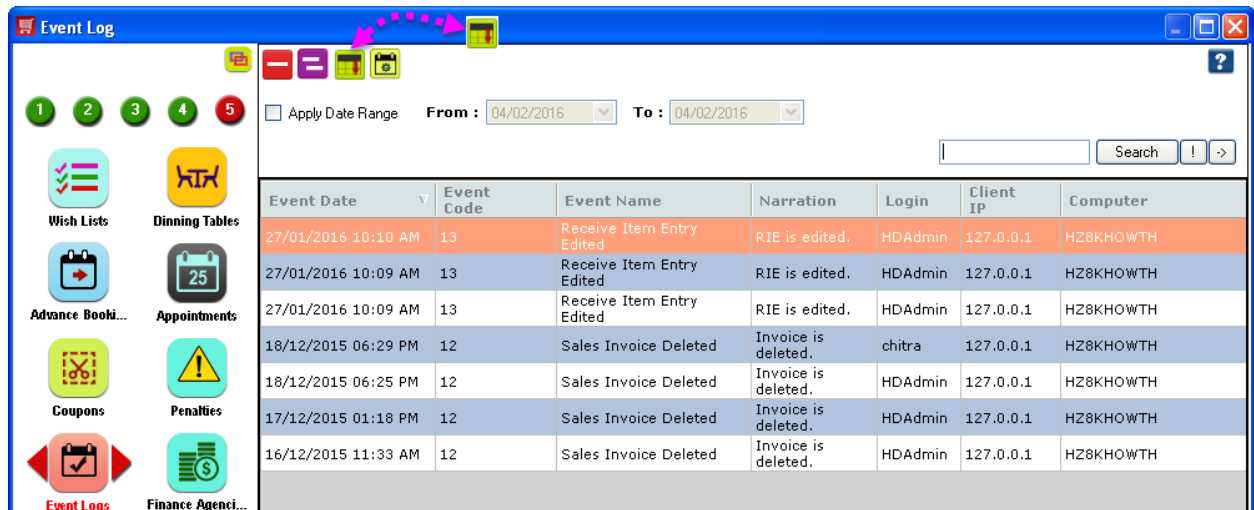 Event Log
?
1 2 3 4 5
Apply Date Range From : 04/02/2016 To : 04/02/2016
Search ! ->
Wish Lists Dinning Tables
25
Advance Booki... Appointments
Coupons Penalties
Event Logs Finance Agenci...
Event Date Event Code Event Name Narration Login Client IP Computer
27/01/2016 10:10 AM 13 Receive Item Entry Edited RIE is edited. HDAdmin 127.0.0.1 HZ8KHOWTH
27/01/2016 10:09 AM 13 Receive Item Entry Edited RIE is edited. HDAdmin 127.0.0.1 HZ8KHOWTH
27/01/2016 10:09 AM 13 Receive Item Entry Edited RIE is edited. HDAdmin 127.0.0.1 HZ8KHOWTH
18/12/2015 06:29 PM 12 Sales Invoice Deleted Invoice is deleted. chitra 127.0.0.1 HZ8KHOWTH
18/12/2015 06:25 PM 12 Sales Invoice Deleted Invoice is deleted. HDAdmin 127.0.0.1 HZ8KHOWTH
17/12/2015 01:18 PM 12 Sales Invoice Deleted Invoice is deleted. HDAdmin 127.0.0.1 HZ8KHOWTH
16/12/2015 11:33 AM 12 Sales Invoice Deleted Invoice is deleted. HDAdmin 127.0.0.1 HZ8KHOWTH